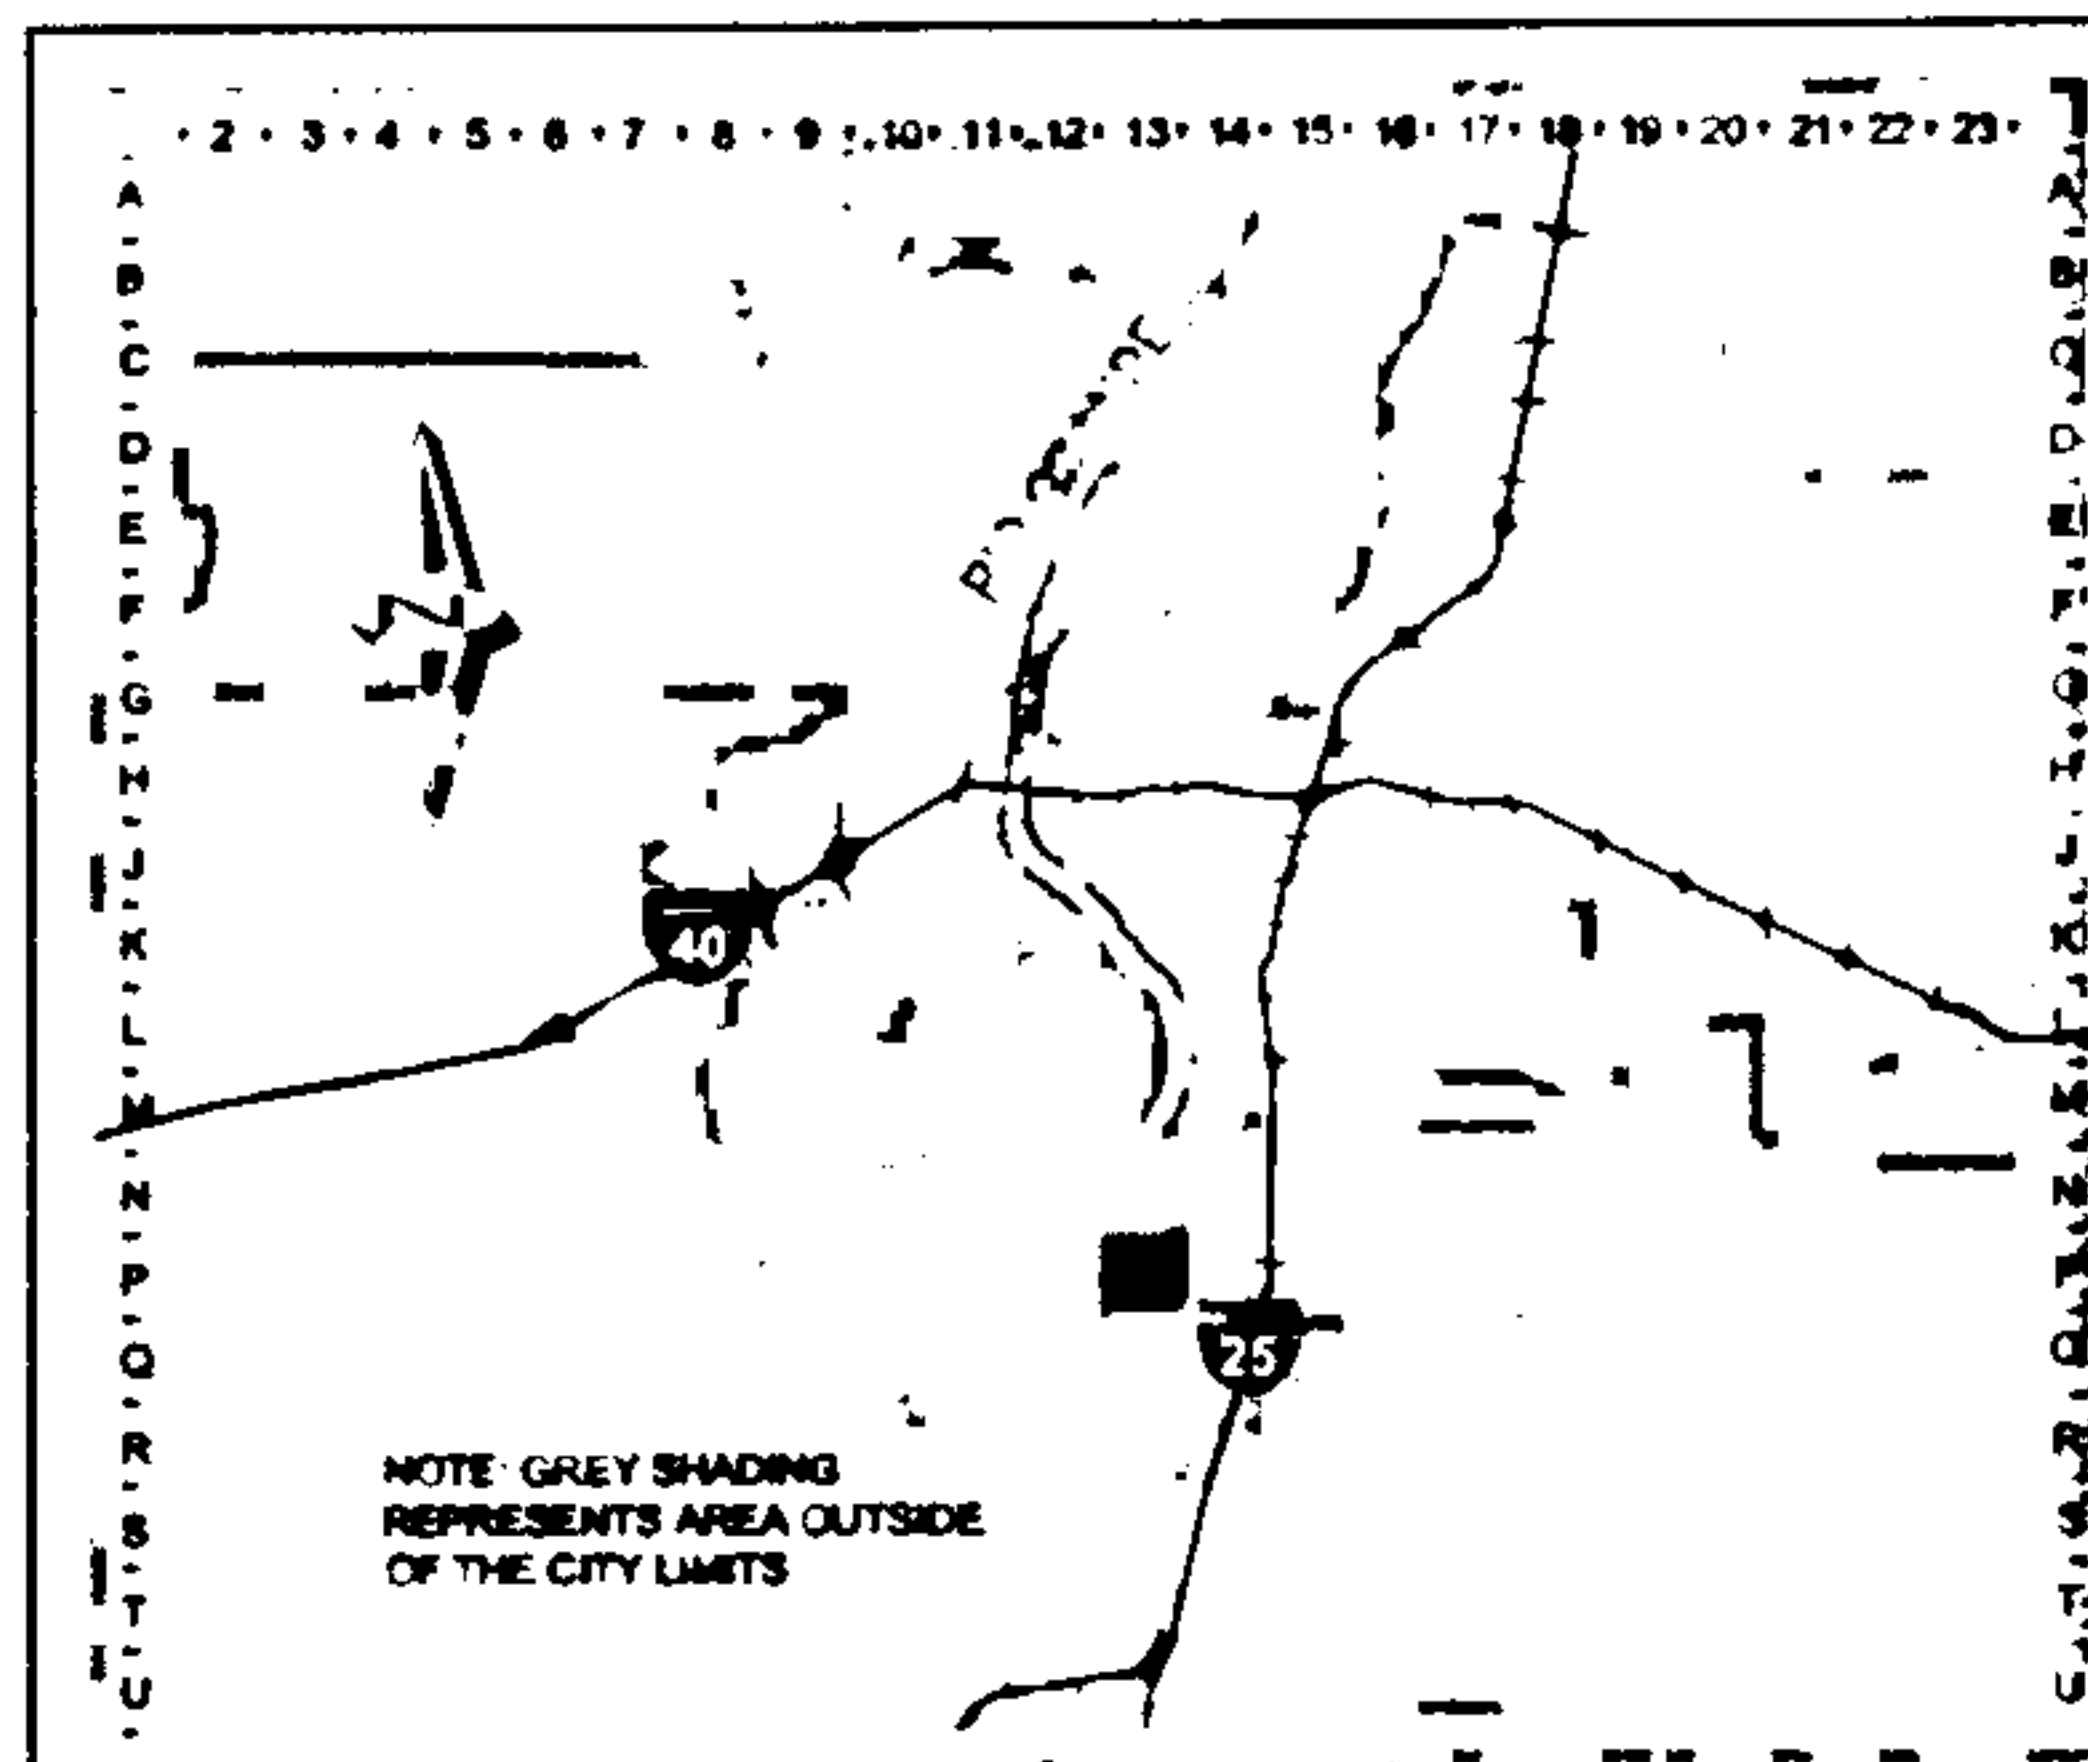 2 · 3 · 4 · 5 · 6 · 7 · 8 · 9 · 10 · 11 · 12 · 13 · 14 · 15 · 16 · 17 · 18 · 19 · 20 · 21 · 22 · 23 ·
A A
B B
C C
D D
E E
F F
G G
H H
J J
K K
40
L L
M M
N N
P P
Q Q
25
R R
NOTE: GREY SHADING
REPRESENTS AREA OUTSIDE
OF THE CITY LIMITS
S S
T T
U U